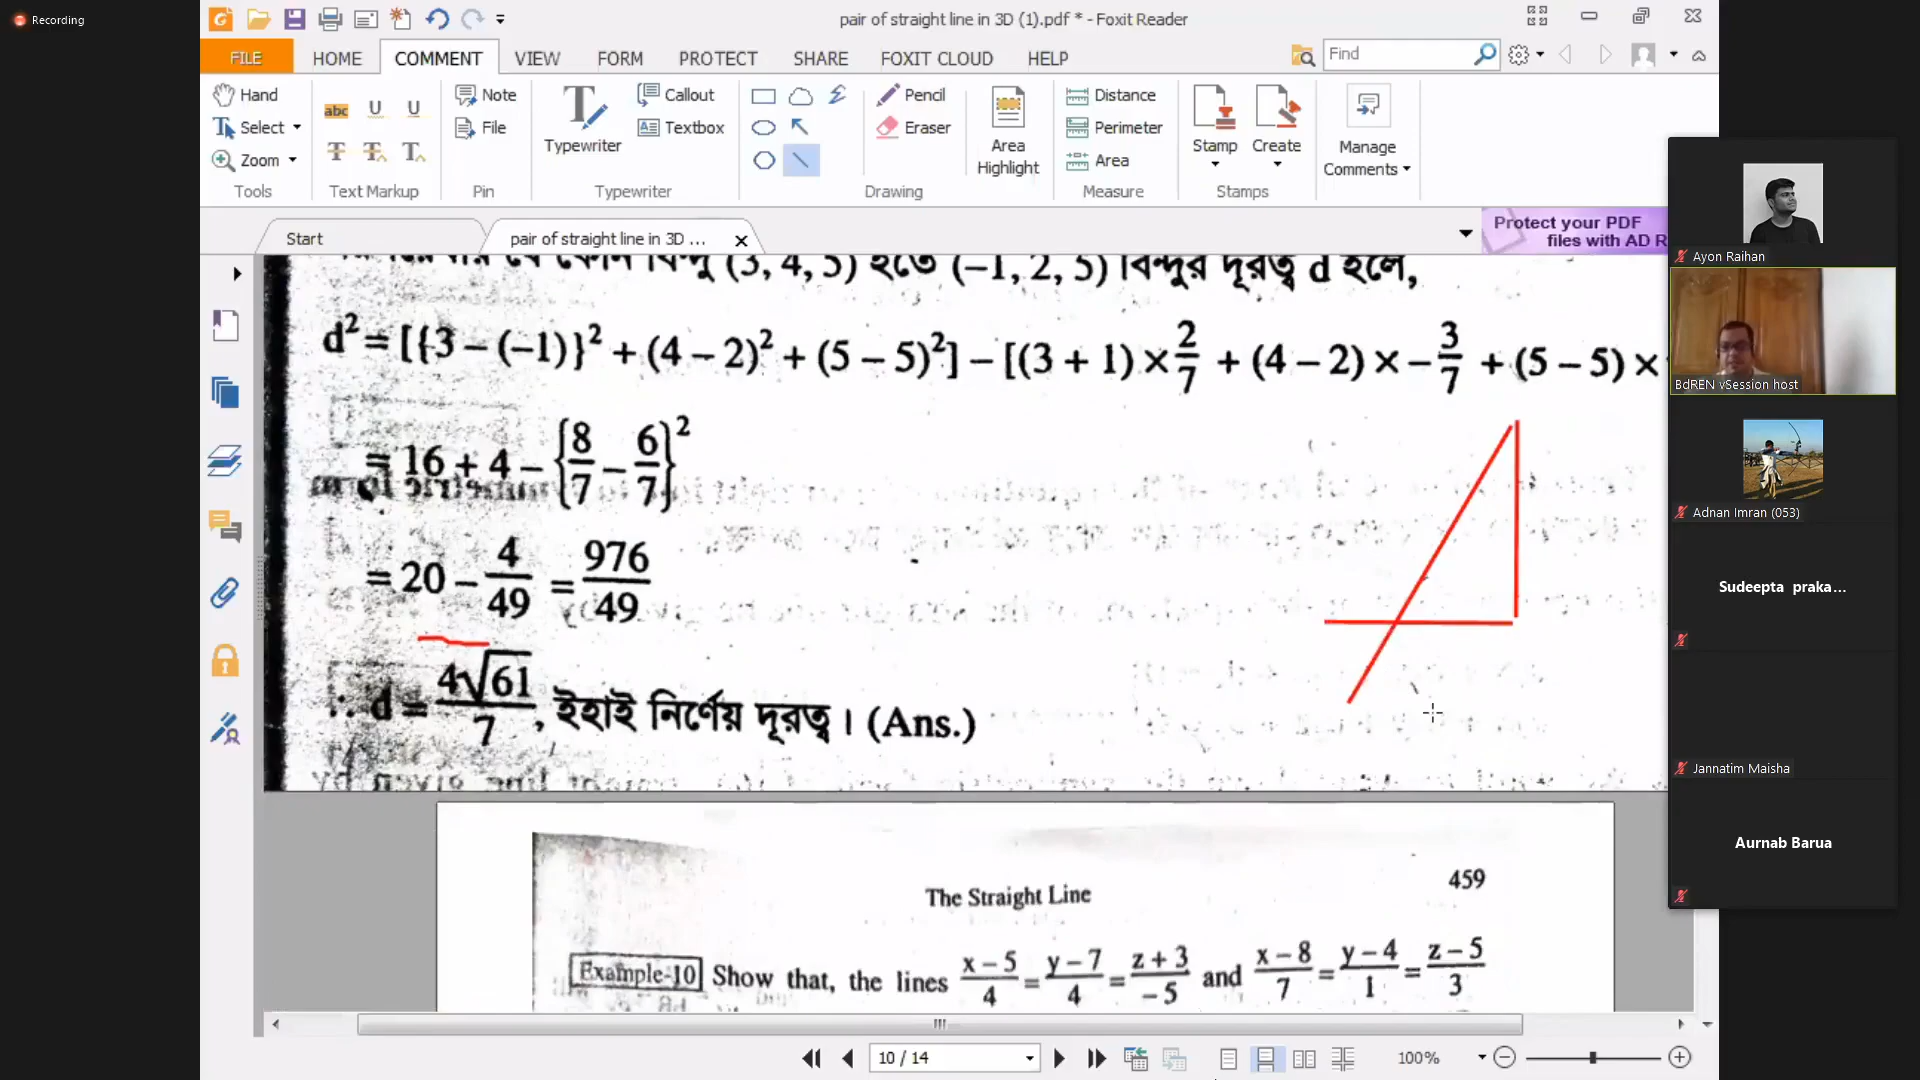 Recording
pair of straight line in 3D (1).pdf * - Foxit Reader
FILE HOME COMMENT VIEW FORM PROTECT SHARE FOXIT CLOUD HELP
Find
Hand
Select
Zoom
Tools
Text Markup
Note
File
Pin
Typewriter
Callout
Textbox
Typewriter
Pencil
Eraser
Area
Highlight
Drawing
Distance
Perimeter
Area
Measure
Stamp
Create
Stamps
Manage
Comments
Start
pair of straight line in 3D ...
Protect your PDF
files with AD R
(3, 4, 5) হতে (–1, 2, 5) বিন্দুর দূরত্ব d হলে,
d² = [{3 – (–1)}² + (4 – 2)² + (5 – 5)²] – [(3 + 1) × 2/7 + (4 – 2) × – 3/7 + (5 – 5) ×
= 16 + 4 – {8/7 – 6/7}²
= 20 – 4/49 = 976/49
∴ d = 4√61/7, ইহাই নির্ণেয় দূরত্ব। (Ans.)
The Straight Line
459
Example-10 Show that, the lines x – 5/4 = y – 7/4 = z + 3/– 5 and x – 8/7 = y – 4/1 = z – 5/3
10 / 14
100%
Ayon Raihan
BdREN vSession host
Adnan Imran (053)
Sudeepta praka...
Jannatim Maisha
Aurnab Barua